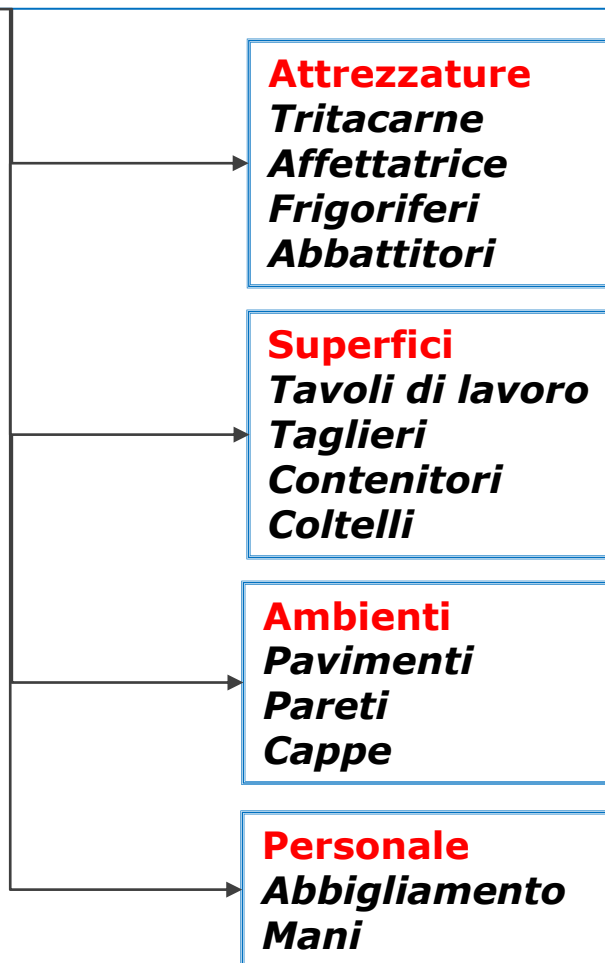 Attrezzature
Tritacarne
Affettatrice
Frigoriferi
Abbattitori
Superfici
Tavoli di lavoro
Taglieri
Contenitori
Coltelli
Ambienti
Pavimenti
Pareti
Cappe
Personale
Abbigliamento
Mani